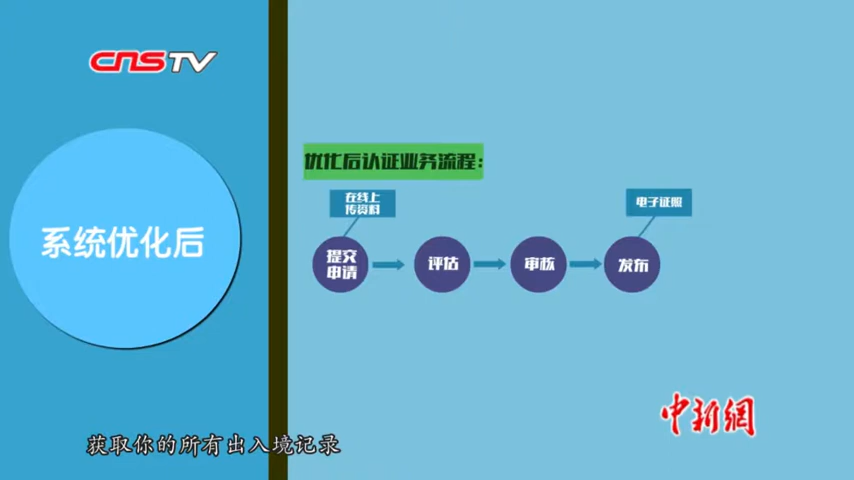 CNSTV
优化后认证业务流程：
在线上
传资料
电子证照
系统优化后
提交
申请
评估
审核
发布
中新網
获取你的所有出入境记录